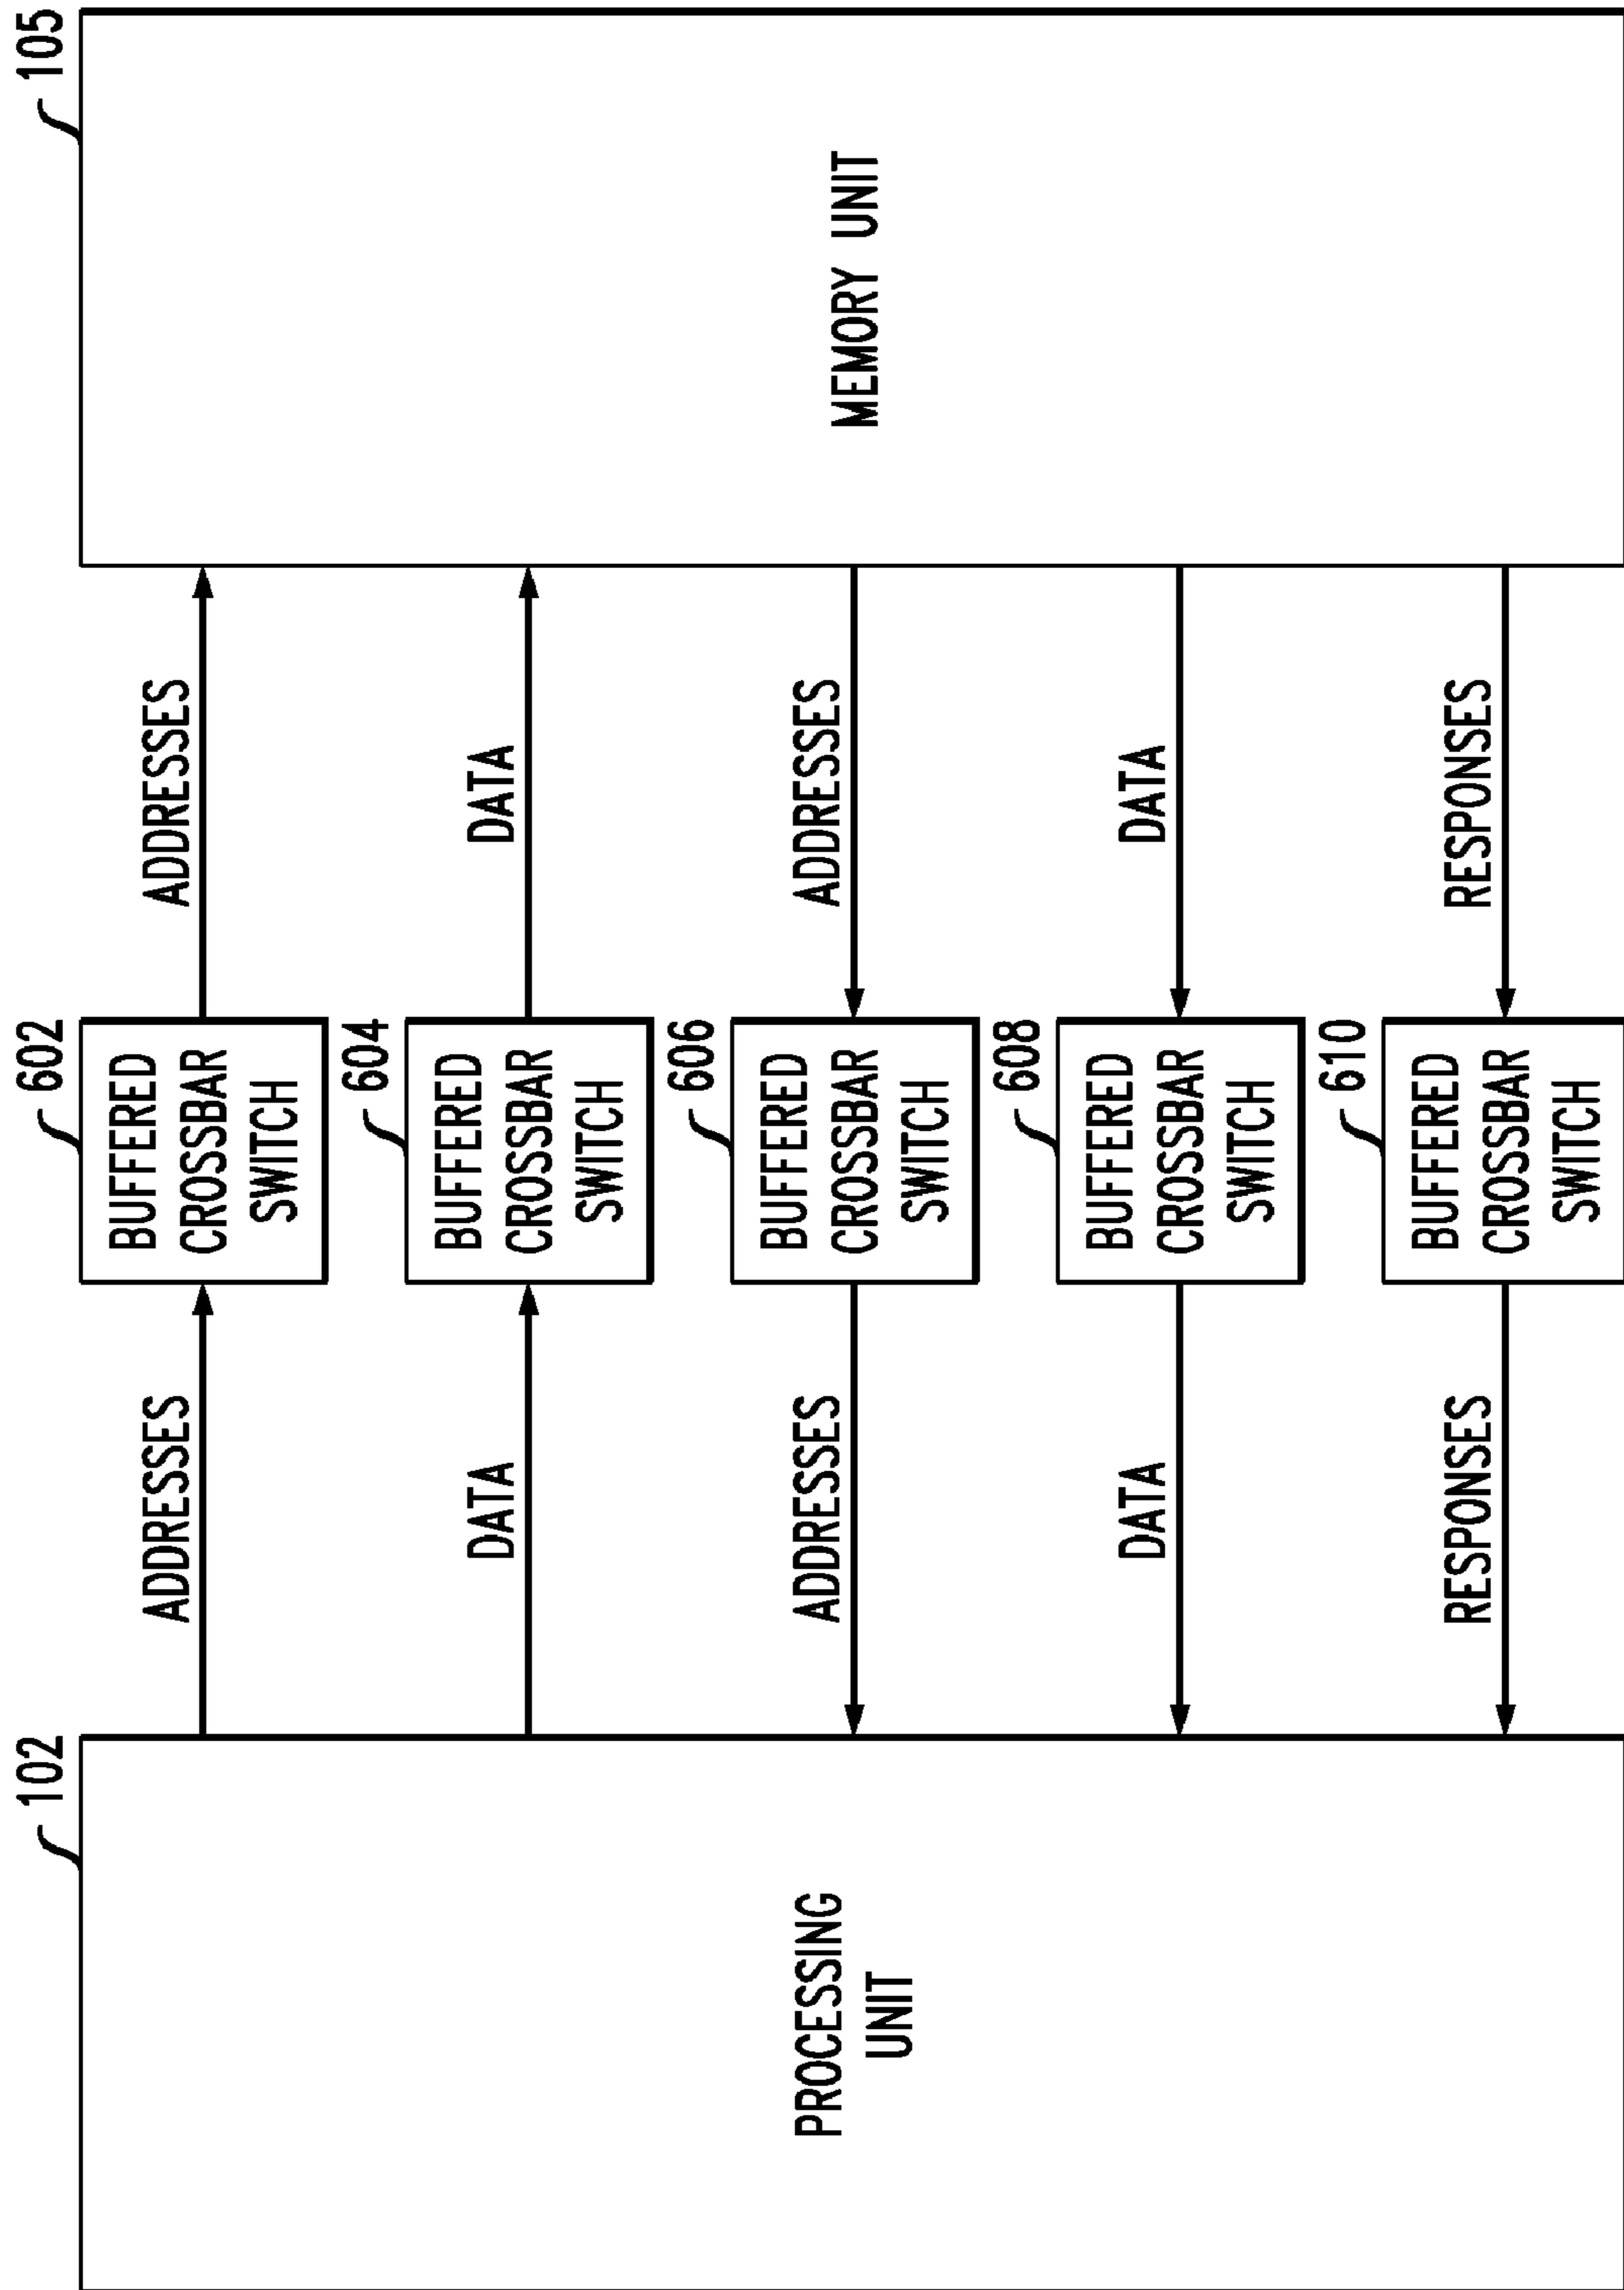 102
PROCESSING
UNIT
ADDRESSES
602
BUFFERED
CROSSBAR
SWITCH
ADDRESSES
DATA
604
BUFFERED
CROSSBAR
SWITCH
DATA
ADDRESSES
606
BUFFERED
CROSSBAR
SWITCH
ADDRESSES
DATA
608
BUFFERED
CROSSBAR
SWITCH
DATA
RESPONSES
610
BUFFERED
CROSSBAR
SWITCH
RESPONSES
105
MEMORY UNIT